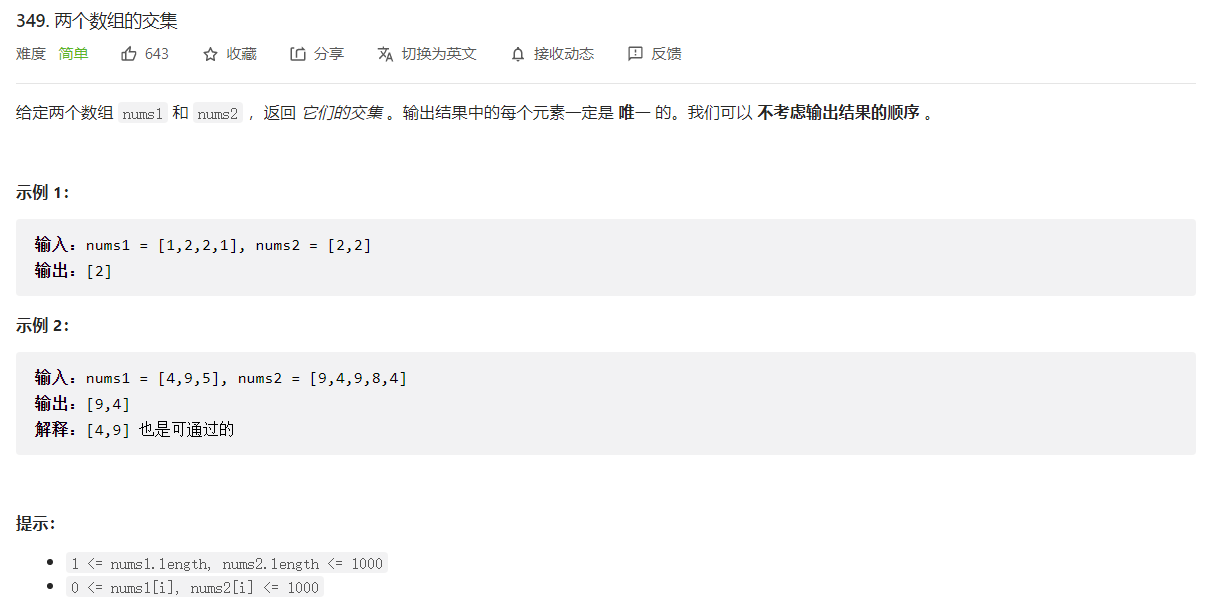 349. 两个数组的交集
难度 简单 643 收藏 分享 切换为英文 接收动态 反馈
给定两个数组 nums1 和 nums2 ，返回 它们的交集 。输出结果中的每个元素一定是 唯一 的。我们可以 不考虑输出结果的顺序 。
示例 1：
输入：nums1 = [1,2,2,1], nums2 = [2,2]
输出：[2]
示例 2：
输入：nums1 = [4,9,5], nums2 = [9,4,9,8,4]
输出：[9,4]
解释：[4,9] 也是可通过的
提示：
1 <= nums1.length, nums2.length <= 1000
0 <= nums1[i], nums2[i] <= 1000